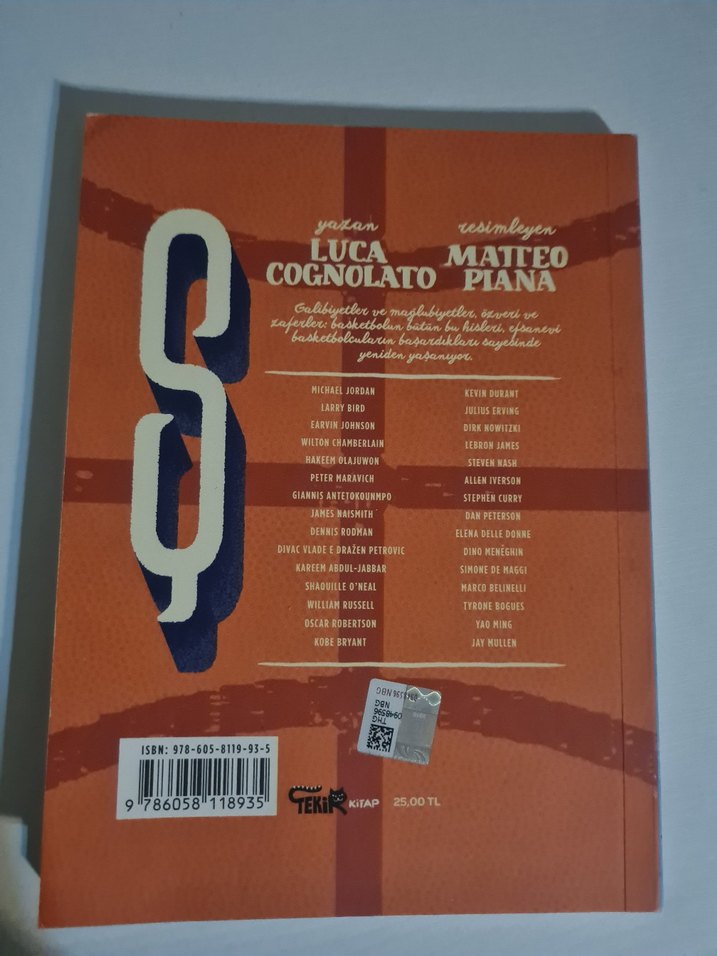 Ş
yazan
LUCA
COGNOLATO
resimleyen
MATTEO
PIANA
Galibiyetler ve mağlubiyetler, özveri ve
zaferler: basketbolun bütün bu hisleri, efsanevi
basketbolcuların başardıkları sayesinde
yeniden yaşanıyor.
MICHAEL JORDAN
LARRY BIRD
EARVIN JOHNSON
WILTON CHAMBERLAIN
HAKEEM OLAJUWON
PETER MARAVICH
GIANNIS ANTETOKOUNMPO
JAMES NAISMITH
DENNIS RODMAN
DIVAC VLADE E DRAŽEN PETROVIC
KAREEM ABDUL-JABBAR
SHAQUILLE O'NEAL
WILLIAM RUSSELL
OSCAR ROBERTSON
KOBE BRYANT
KEVIN DURANT
JULIUS ERVING
DIRK NOWITZKI
LEBRON JAMES
STEVEN NASH
ALLEN IVERSON
STEPHEN CURRY
DAN PETERSON
ELENA DELLE DONNE
DINO MENEGHIN
SIMONE DE MAGGI
MARCO BELINELLI
TYRONE BOGUES
YAO MING
JAY MULLEN
THG
0948596
NBG
ISBN: 978-605-8119-93-5
9 786058 118935
TEKİR KİTAP 25,00 TL